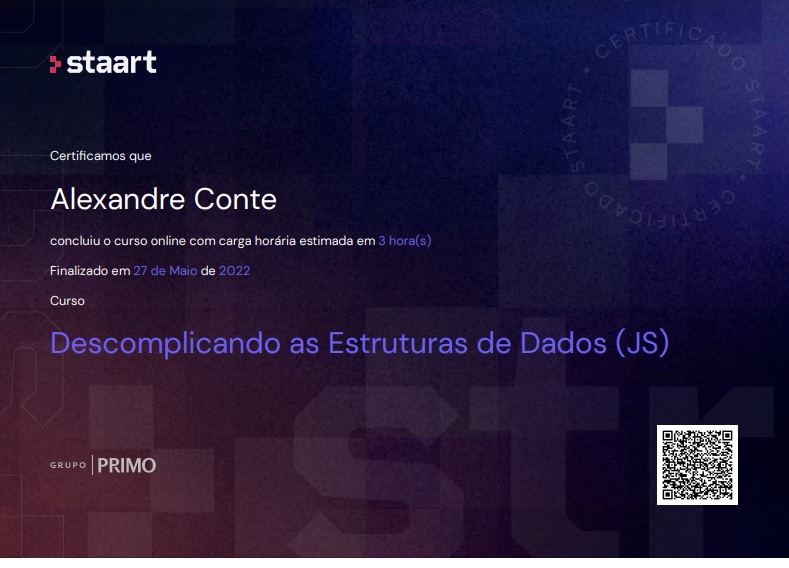 staart
CERTIFICADO STAART • CERTIFICADO STAART •
Certificamos que
Alexandre Conte
concluiu o curso online com carga horária estimada em 3 hora(s)
Finalizado em 27 de Maio de 2022
Curso
Descomplicando as Estruturas de Dados (JS)
str
GRUPO PRIMO